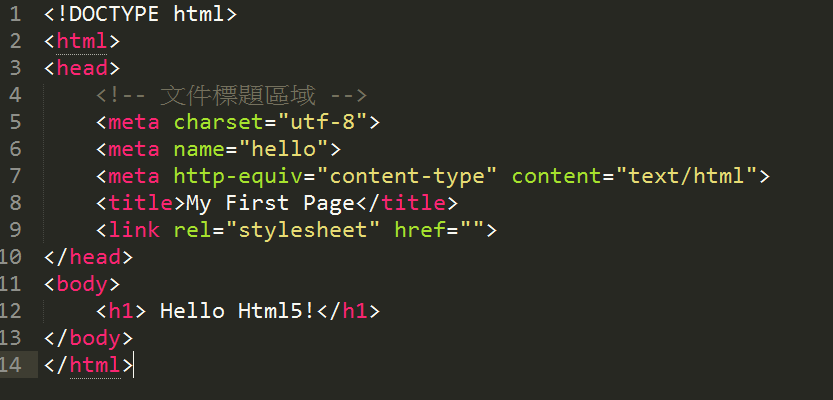 1 <!DOCTYPE html>
2 <html>
3 <head>
4     <!-- 文件標題區域 -->
5     <meta charset="utf-8">
6     <meta name="hello">
7     <meta http-equiv="content-type" content="text/html">
8     <title>My First Page</title>
9     <link rel="stylesheet" href="">
10 </head>
11 <body>
12     <h1> Hello Html5!</h1>
13 </body>
14 </html>